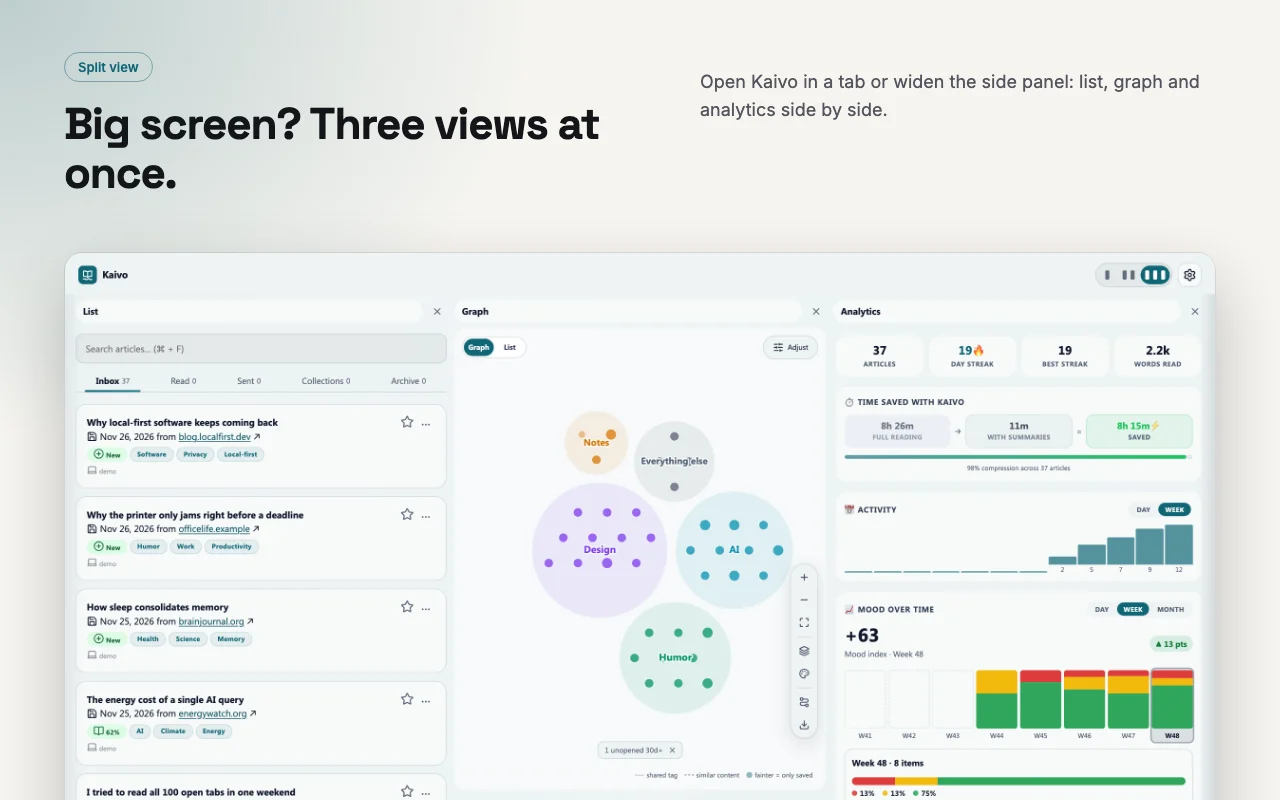 Split view
Big screen? Three views at
once.
Open Kaivo in a tab or widen the side panel: list, graph and
analytics side by side.
Kaivo
List
Search articles... (⌘ + F)
Inbox 37 Read 0 Sent 0 Collections 0 Archive 0
Why local-first software keeps coming back
Nov 26, 2026 from blog.localfirst.dev ↗
New Software Privacy Local-first
demo
Why the printer only jams right before a deadline
Nov 26, 2026 from officelife.example ↗
New Humor Work Productivity
demo
How sleep consolidates memory
Nov 25, 2026 from brainjournal.org ↗
New Health Science Memory
demo
The energy cost of a single AI query
Nov 25, 2026 from energywatch.org ↗
62% AI Climate Energy
demo
I tried to read all 100 open tabs in one weekend
Graph
Graph List
Adjust
Notes
Everything else
Design
AI
Humor
1 unopened 30d+ ×
shared tag similar content fainter = only saved
Analytics
37 19🔥 19 2.2k
ARTICLES DAY STREAK BEST STREAK WORDS READ
TIME SAVED WITH KAIVO
8h 26m → 11m = 8h 15m⚡
FULL READING WITH SUMMARIES SAVED
98% compression across 37 articles
ACTIVITY
DAY WEEK
2 5 7 9 12
MOOD OVER TIME
DAY WEEK MONTH
+63
▲ 13 pts
Mood index · Week 48
W41 W42 W43 W44 W45 W46 W47 W48
Week 48 · 8 items
13% 13% 75%